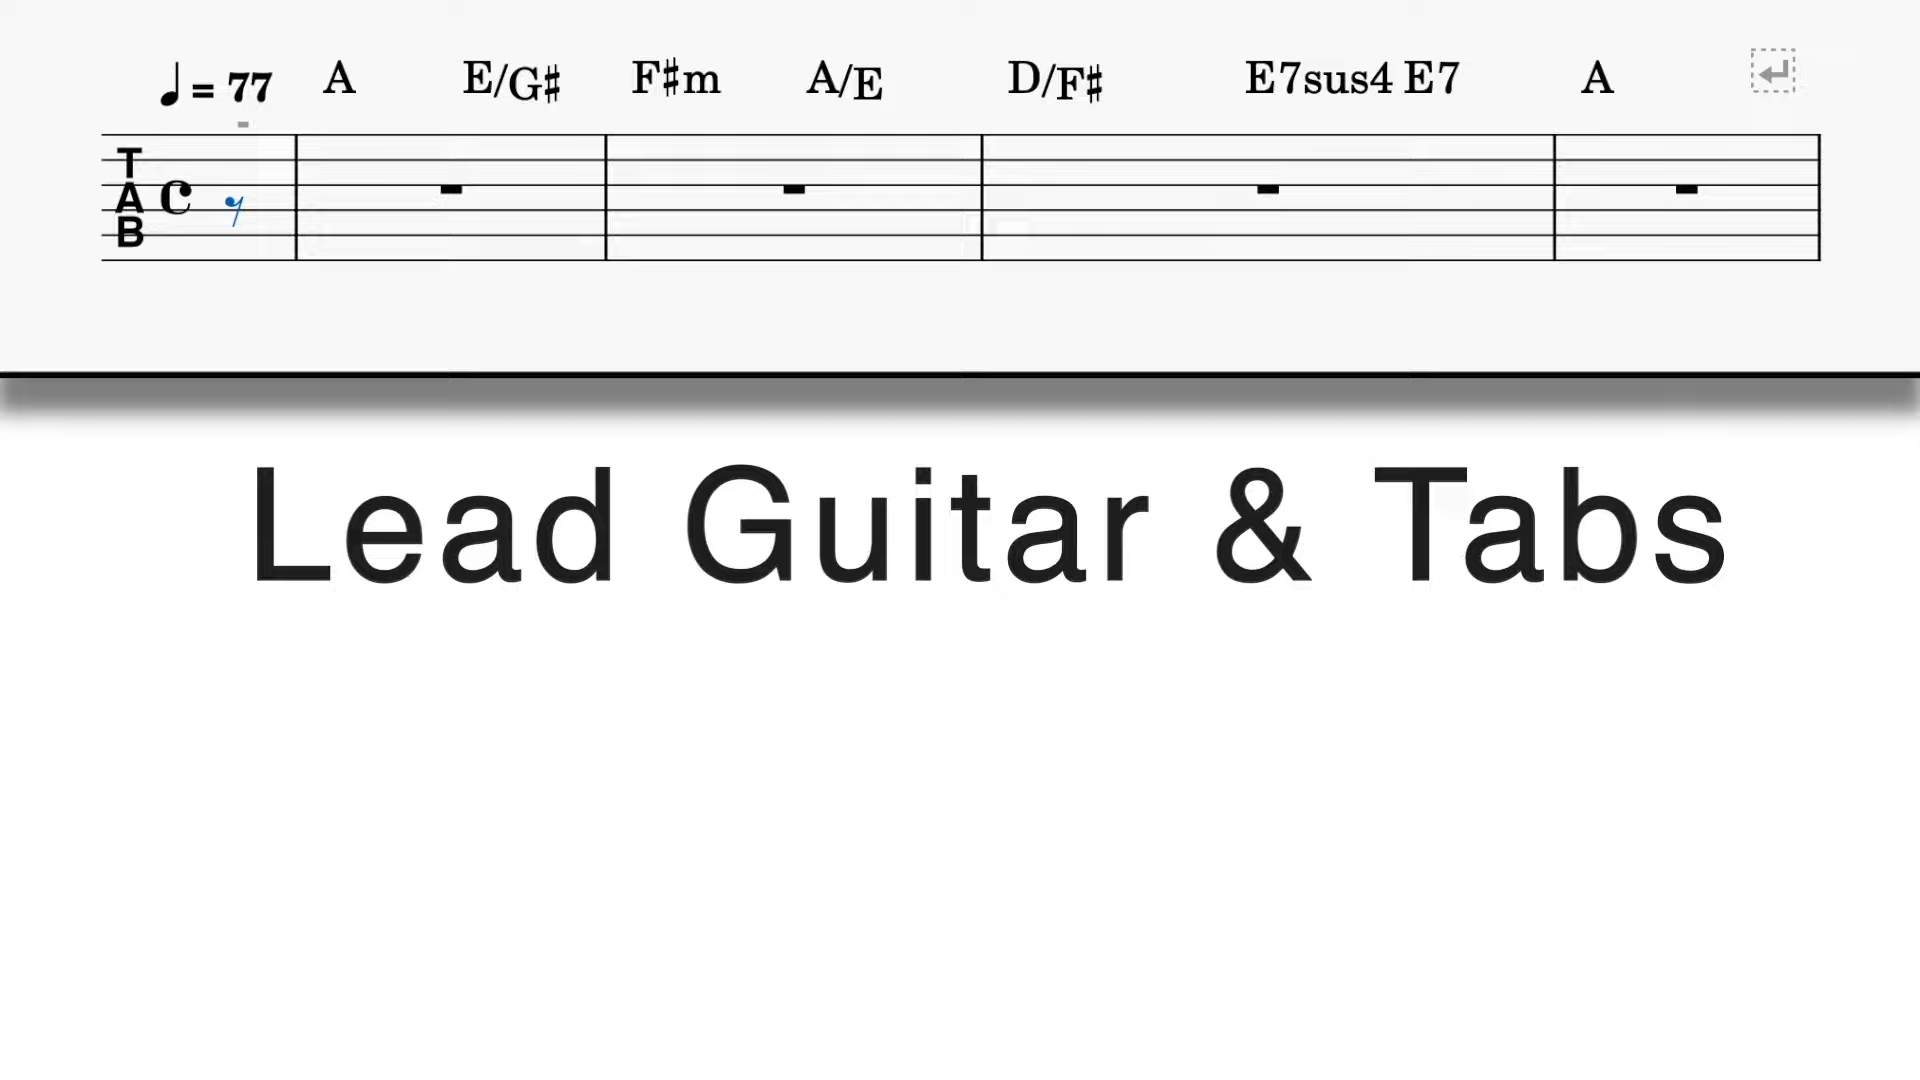 ♩ = 77 A E/G♯ F♯m A/E D/F♯ E7sus4 E7 A
T
A
B
Lead Guitar & Tabs